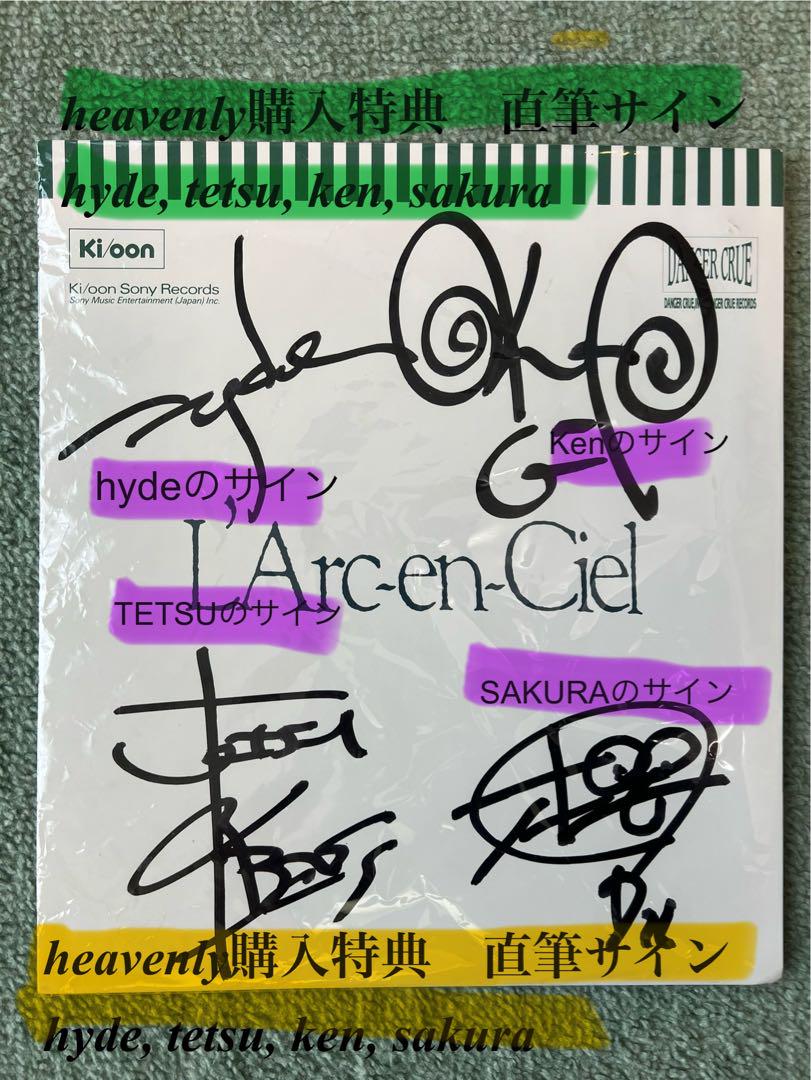 heavenly購入特典 直筆サイン
hyde, tetsu, ken, sakura
Ki/oon
Ki/oon Sony Records
Sony Music Entertainment (Japan) Inc.
DANGER CRUE
hyde
Kenのサイン
hydeのサイン
L'Arc-en-Ciel
TETSUのサイン
SAKURAのサイン
heavenly購入特典 直筆サイン
hyde, tetsu, ken, sakura